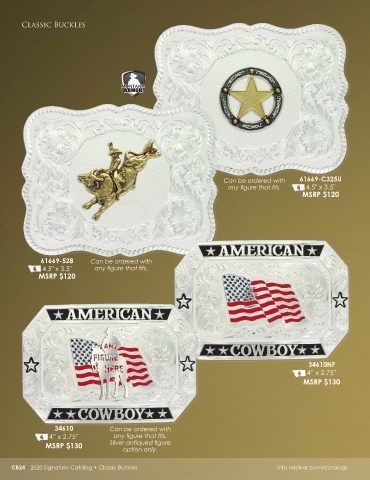 Classic Buckles
Can be ordered with
any figure that fits.
61669-C325U
4.5" x 3.5"
MSRP $120
61669-528
4.5" x 3.5"
MSRP $120
Can be ordered with
any figure that fits.
★AMERICAN★
★★COWBOY★★
34610NF
4" x 2.75"
MSRP $130
★★AMERICAN★
ANY
FIGURE
HERE
★★COWBOY★★
34610
4" x 2.75"
MSRP $130
Can be ordered with
any figure that fits.
Silver antiqued figure
option only.
CB24 2020 Signature Catalog • Classic Buckles
info.mtsilver.com/catalogs